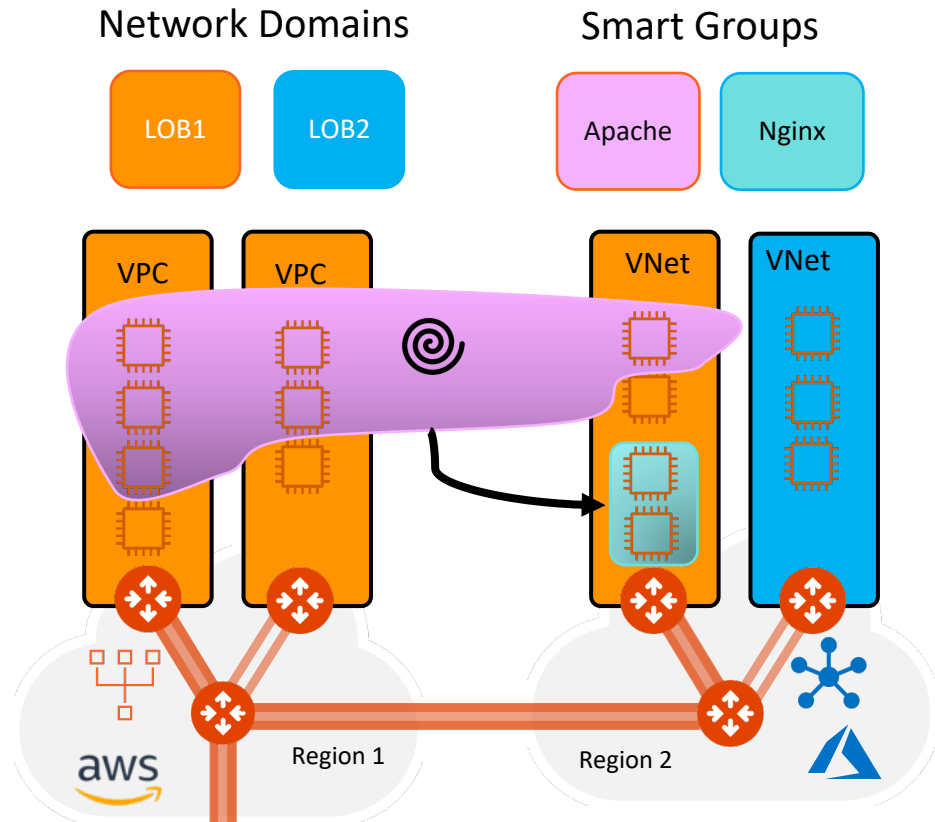 Network Domains
Smart Groups
LOB1
LOB2
Apache
Nginx
VPC
VPC
VNet
VNet
Region 1
Region 2
aws